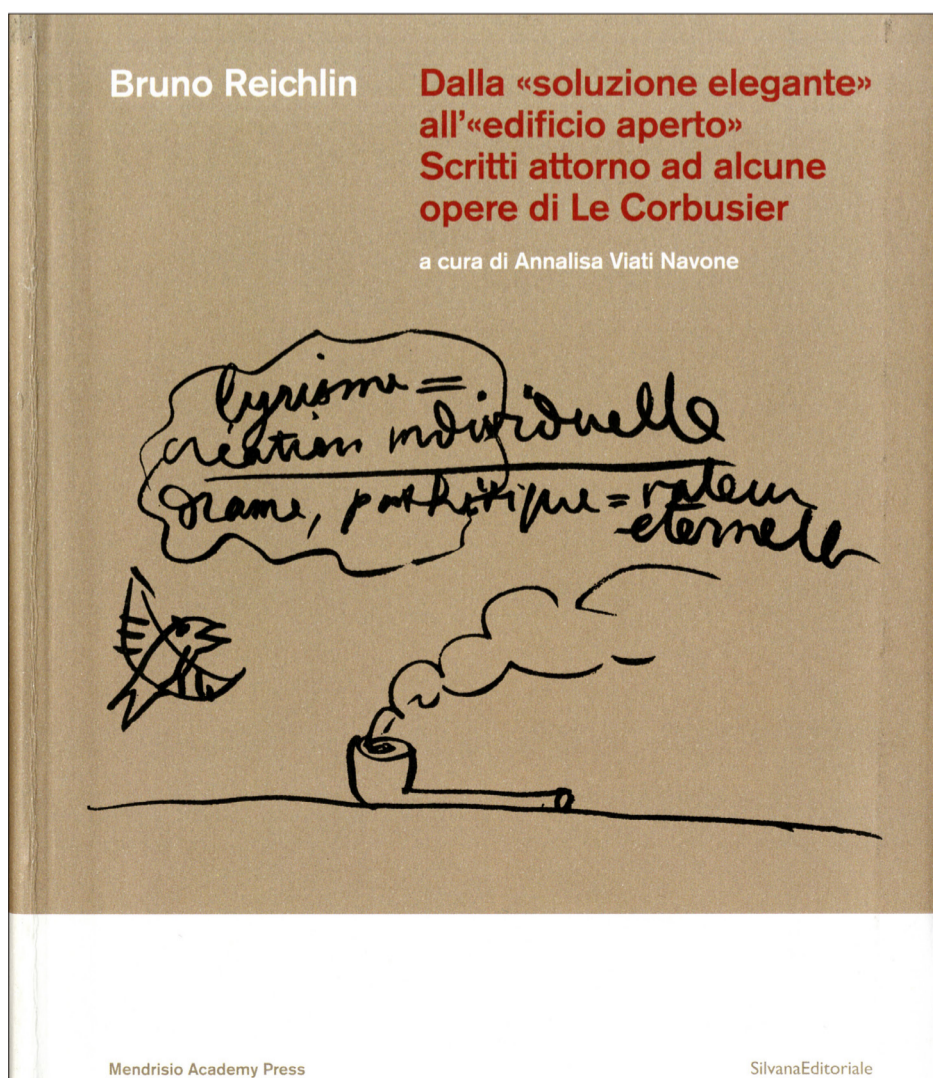 Bruno Reichlin
Dalla «soluzione elegante»
all'«edificio aperto»
Scritti attorno ad alcune
opere di Le Corbusier
a cura di Annalisa Viati Navone
lyrisme =
création individuelle
drame, pathétique = valeur
eternelle
Mendrisio Academy Press
SilvanaEditoriale